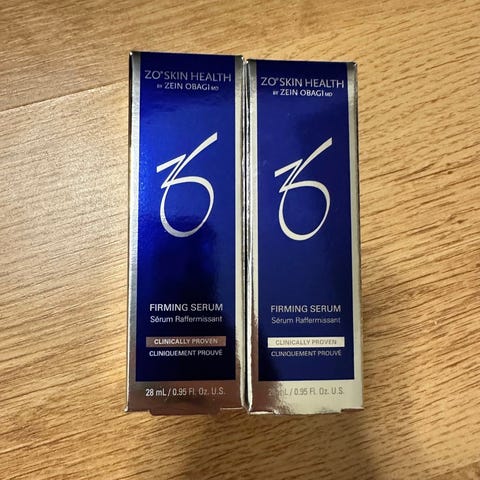 ZO® SKIN HEALTH
BY ZEIN OBAGI MD
FIRMING SERUM
Sérum Raffermissant
CLINICALLY PROVEN
CLINIQUEMENT PROUVÉ
28 mL / 0.95 Fl. Oz. U.S.
ZO® SKIN HEALTH
BY ZEIN OBAGI MD
FIRMING SERUM
Sérum Raffermissant
CLINICALLY PROVEN
CLINIQUEMENT PROUVÉ
mL / 0.95 Fl. Oz. U.S.